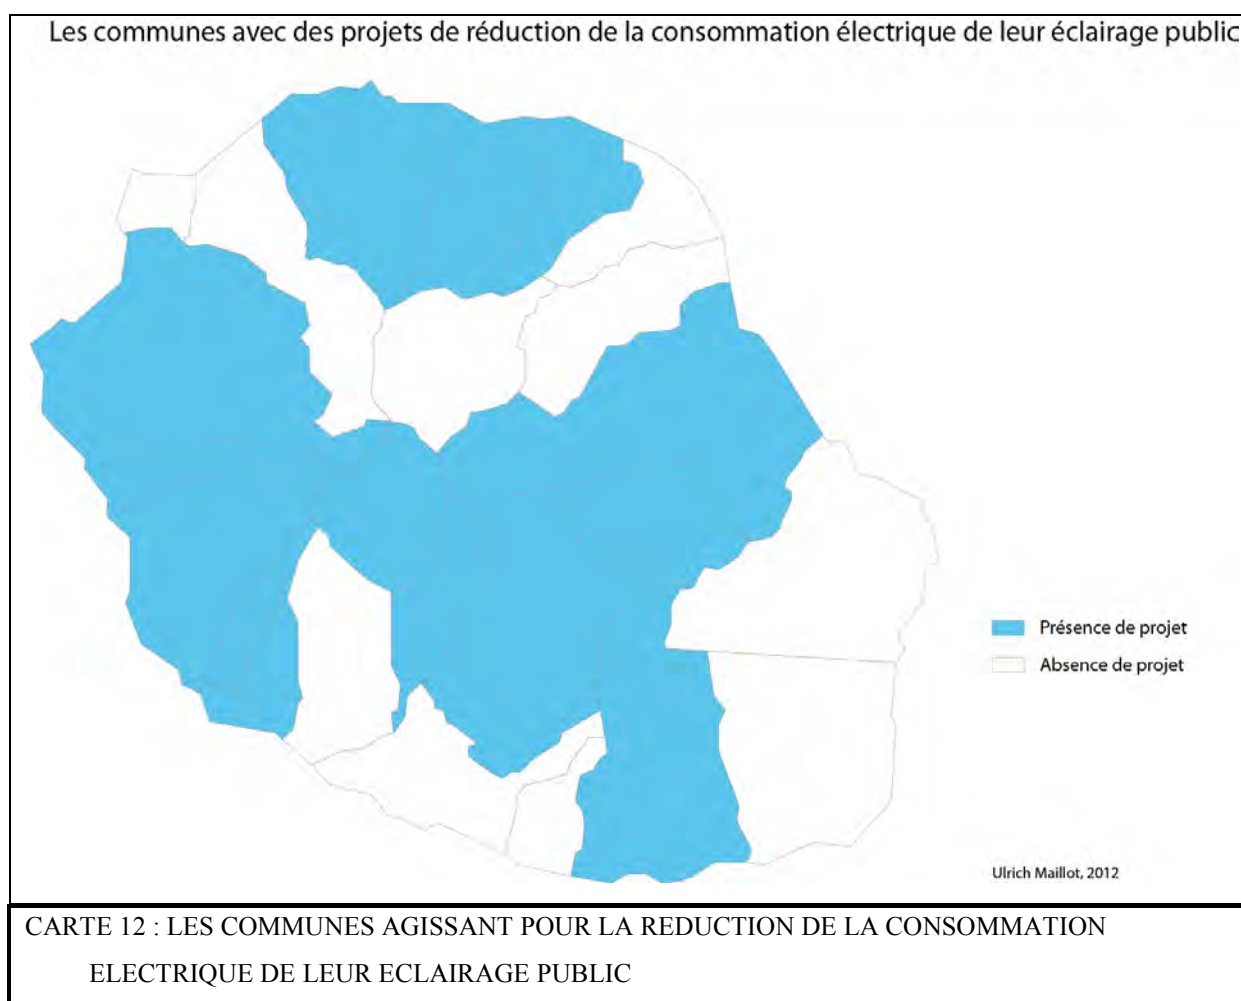 Les communes avec des projets de réduction de la consommation électrique de leur éclairage public
Présence de projet
Absence de projet
Ulrich Maillot, 2012
CARTE 12 : LES COMMUNES AGISSANT POUR LA REDUCTION DE LA CONSOMMATION
ELECTRIQUE DE LEUR ECLAIRAGE PUBLIC